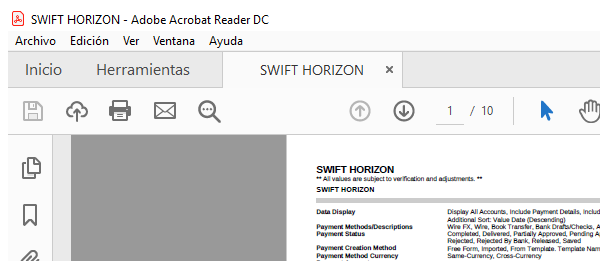 SWIFT HORIZON - Adobe Acrobat Reader DC
Archivo Edición Ver Ventana Ayuda
Inicio Herramientas SWIFT HORIZON ×
1 / 10
SWIFT HORIZON
** All values are subject to verification and adjustments. **
SWIFT HORIZON
Data Display Display All Accounts, Include Payment Details, Includ
Additional Sort: Value Date (Descending)
Payment Methods/Descriptions Wire FX, Wire, Book Transfer, Bank Drafts/Checks, A
Payment Status Completed, Delivered, Partially Approved, Pending A
Rejected, Rejected By Bank, Released, Saved
Payment Creation Method Free Form, Imported, From Template. Template Nam
Payment Method Currency Same-Currency, Cross-Currency